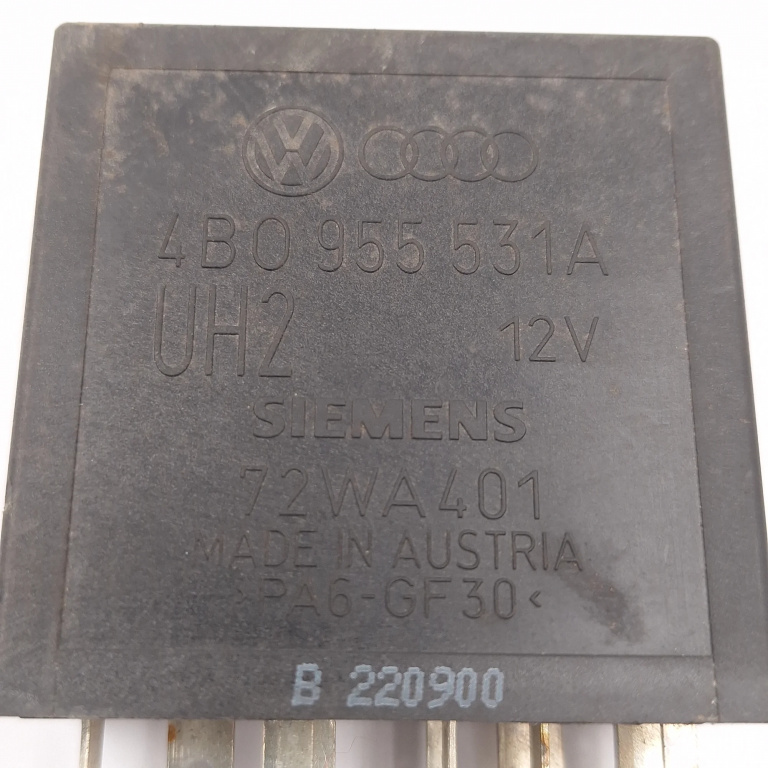 4B0 955 531A
UH2 12V
SIEMENS
72WA401
MADE IN AUSTRIA
>PA6-GF30<
B 220900